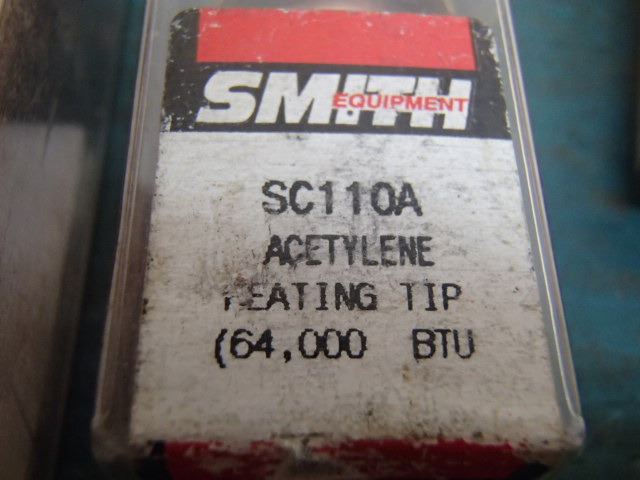 SMITH
EQUIPMENT
SC110A
ACETYLENE
HEATING TIP
(64,000 BTU